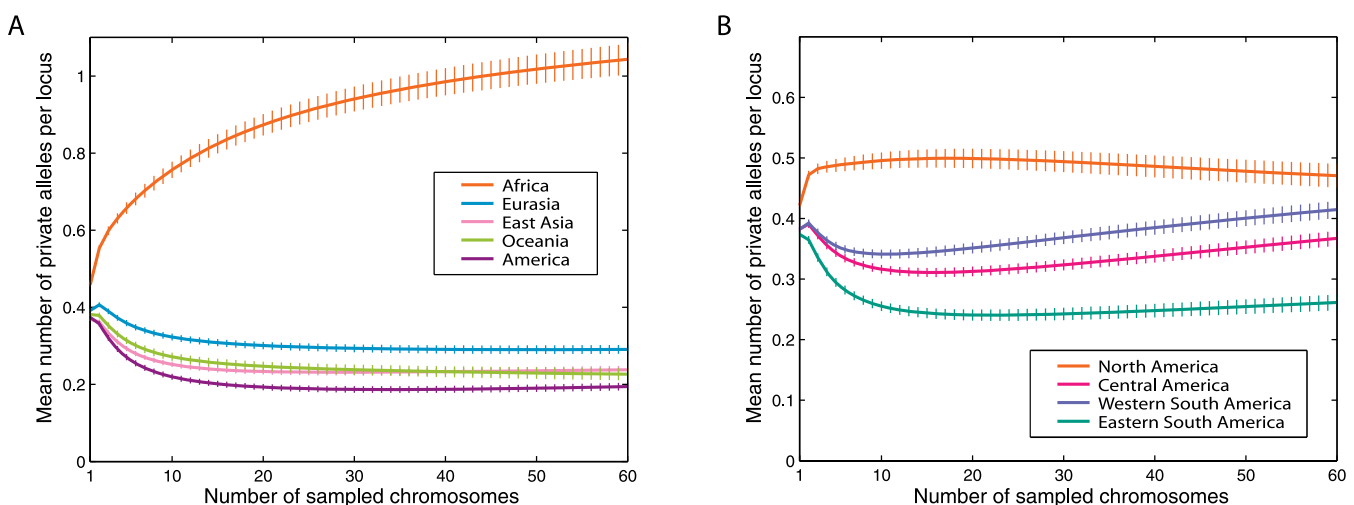 A
Mean number of private alleles per locus
1
0.8
0.6
0.4
0.2
0
Africa
Eurasia
East Asia
Oceania
America
1 10 20 30 40 50 60
Number of sampled chromosomes
B
Mean number of private alleles per locus
0.6
0.5
0.4
0.3
0.2
0.1
0
North America
Central America
Western South America
Eastern South America
1 10 20 30 40 50 60
Number of sampled chromosomes